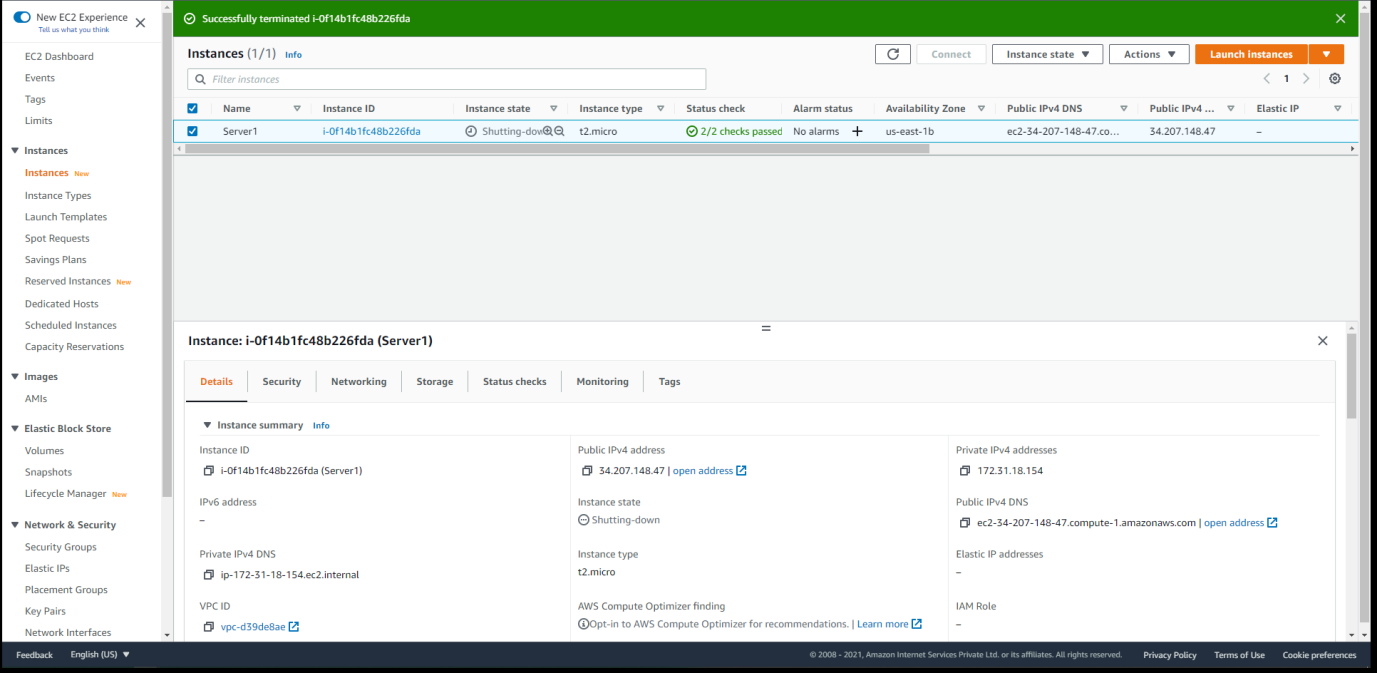 New EC2 Experience
Tell us what you think
EC2 Dashboard
Events
Tags
Limits
Instances
Instances New
Instance Types
Launch Templates
Spot Requests
Savings Plans
Reserved Instances New
Dedicated Hosts
Scheduled Instances
Capacity Reservations
Images
AMIs
Elastic Block Store
Volumes
Snapshots
Lifecycle Manager New
Network & Security
Security Groups
Elastic IPs
Placement Groups
Key Pairs
Network Interfaces
Successfully terminated i-0f14b1fc48b226fda
Instances (1/1) Info
Connect Instance state Actions Launch instances
Filter instances
1
Name Instance ID Instance state Instance type Status check Alarm status Availability Zone Public IPv4 DNS Public IPv4 ... Elastic IP
Server1 i-0f14b1fc48b226fda Shutting-down t2.micro 2/2 checks passed No alarms + us-east-1b ec2-34-207-148-47.co... 34.207.148.47 –
Instance: i-0f14b1fc48b226fda (Server1)
Details Security Networking Storage Status checks Monitoring Tags
Instance summary Info
Instance ID
i-0f14b1fc48b226fda (Server1)
Public IPv4 address
34.207.148.47 | open address
Private IPv4 addresses
172.31.18.154
IPv6 address
–
Instance state
Shutting-down
Public IPv4 DNS
ec2-34-207-148-47.compute-1.amazonaws.com | open address
Private IPv4 DNS
ip-172-31-18-154.ec2.internal
Instance type
t2.micro
Elastic IP addresses
–
VPC ID
vpc-d39de8ae
AWS Compute Optimizer finding
Opt-in to AWS Compute Optimizer for recommendations. | Learn more
IAM Role
–
Feedback English (US) © 2008 - 2021, Amazon Internet Services Private Ltd. or its affiliates. All rights reserved. Privacy Policy Terms of Use Cookie preferences